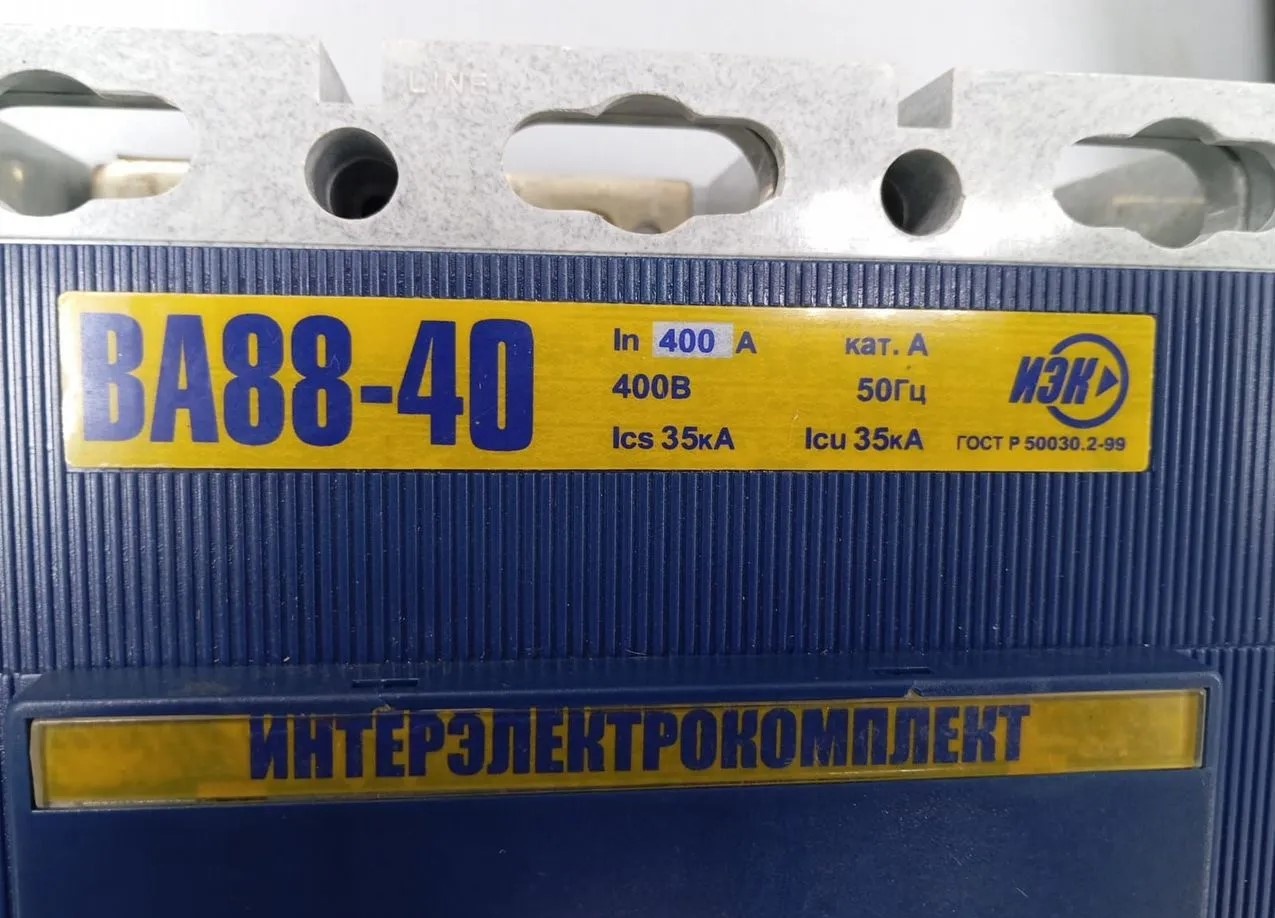 LINE
ВА88-40
In 400 А кат. А
400В 50Гц
Ics 35кА Icu 35кА
ИЭК
ГОСТ Р 50030.2-99
ИНТЕРЭЛЕКТРОКОМПЛЕКТ